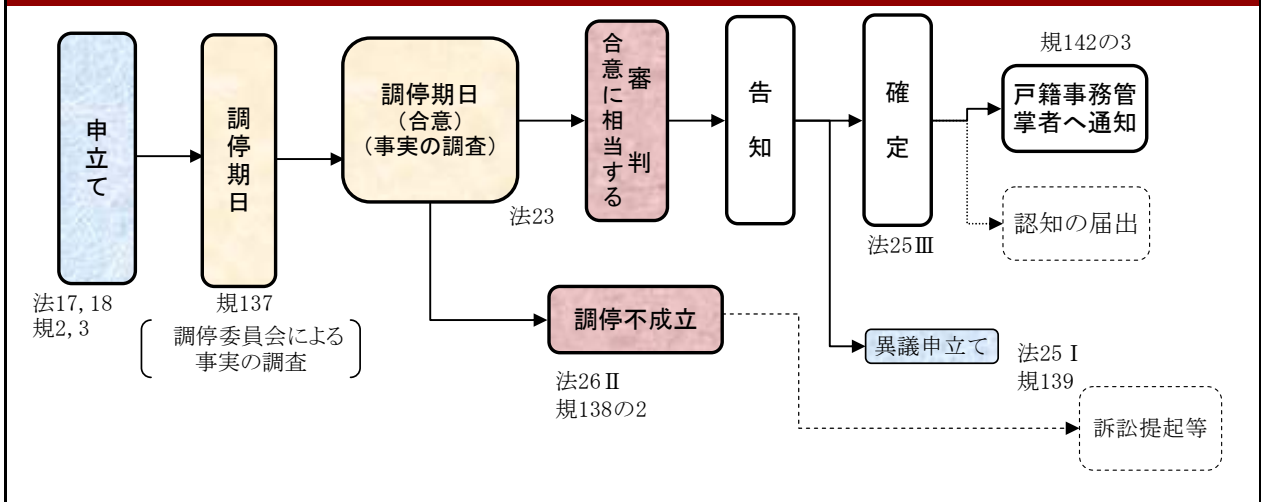 申立て
法17, 18
規2, 3
調停期日
規137
調停委員会による
事実の調査
調停期日
（合意）
（事実の調査）
法23
合意に相当する
審判
告知
確定
法25Ⅲ
規142の3
戸籍事務管
掌者へ通知
認知の届出
調停不成立
法26Ⅱ
規138の2
異議申立て
法25Ⅰ
規139
訴訟提起等